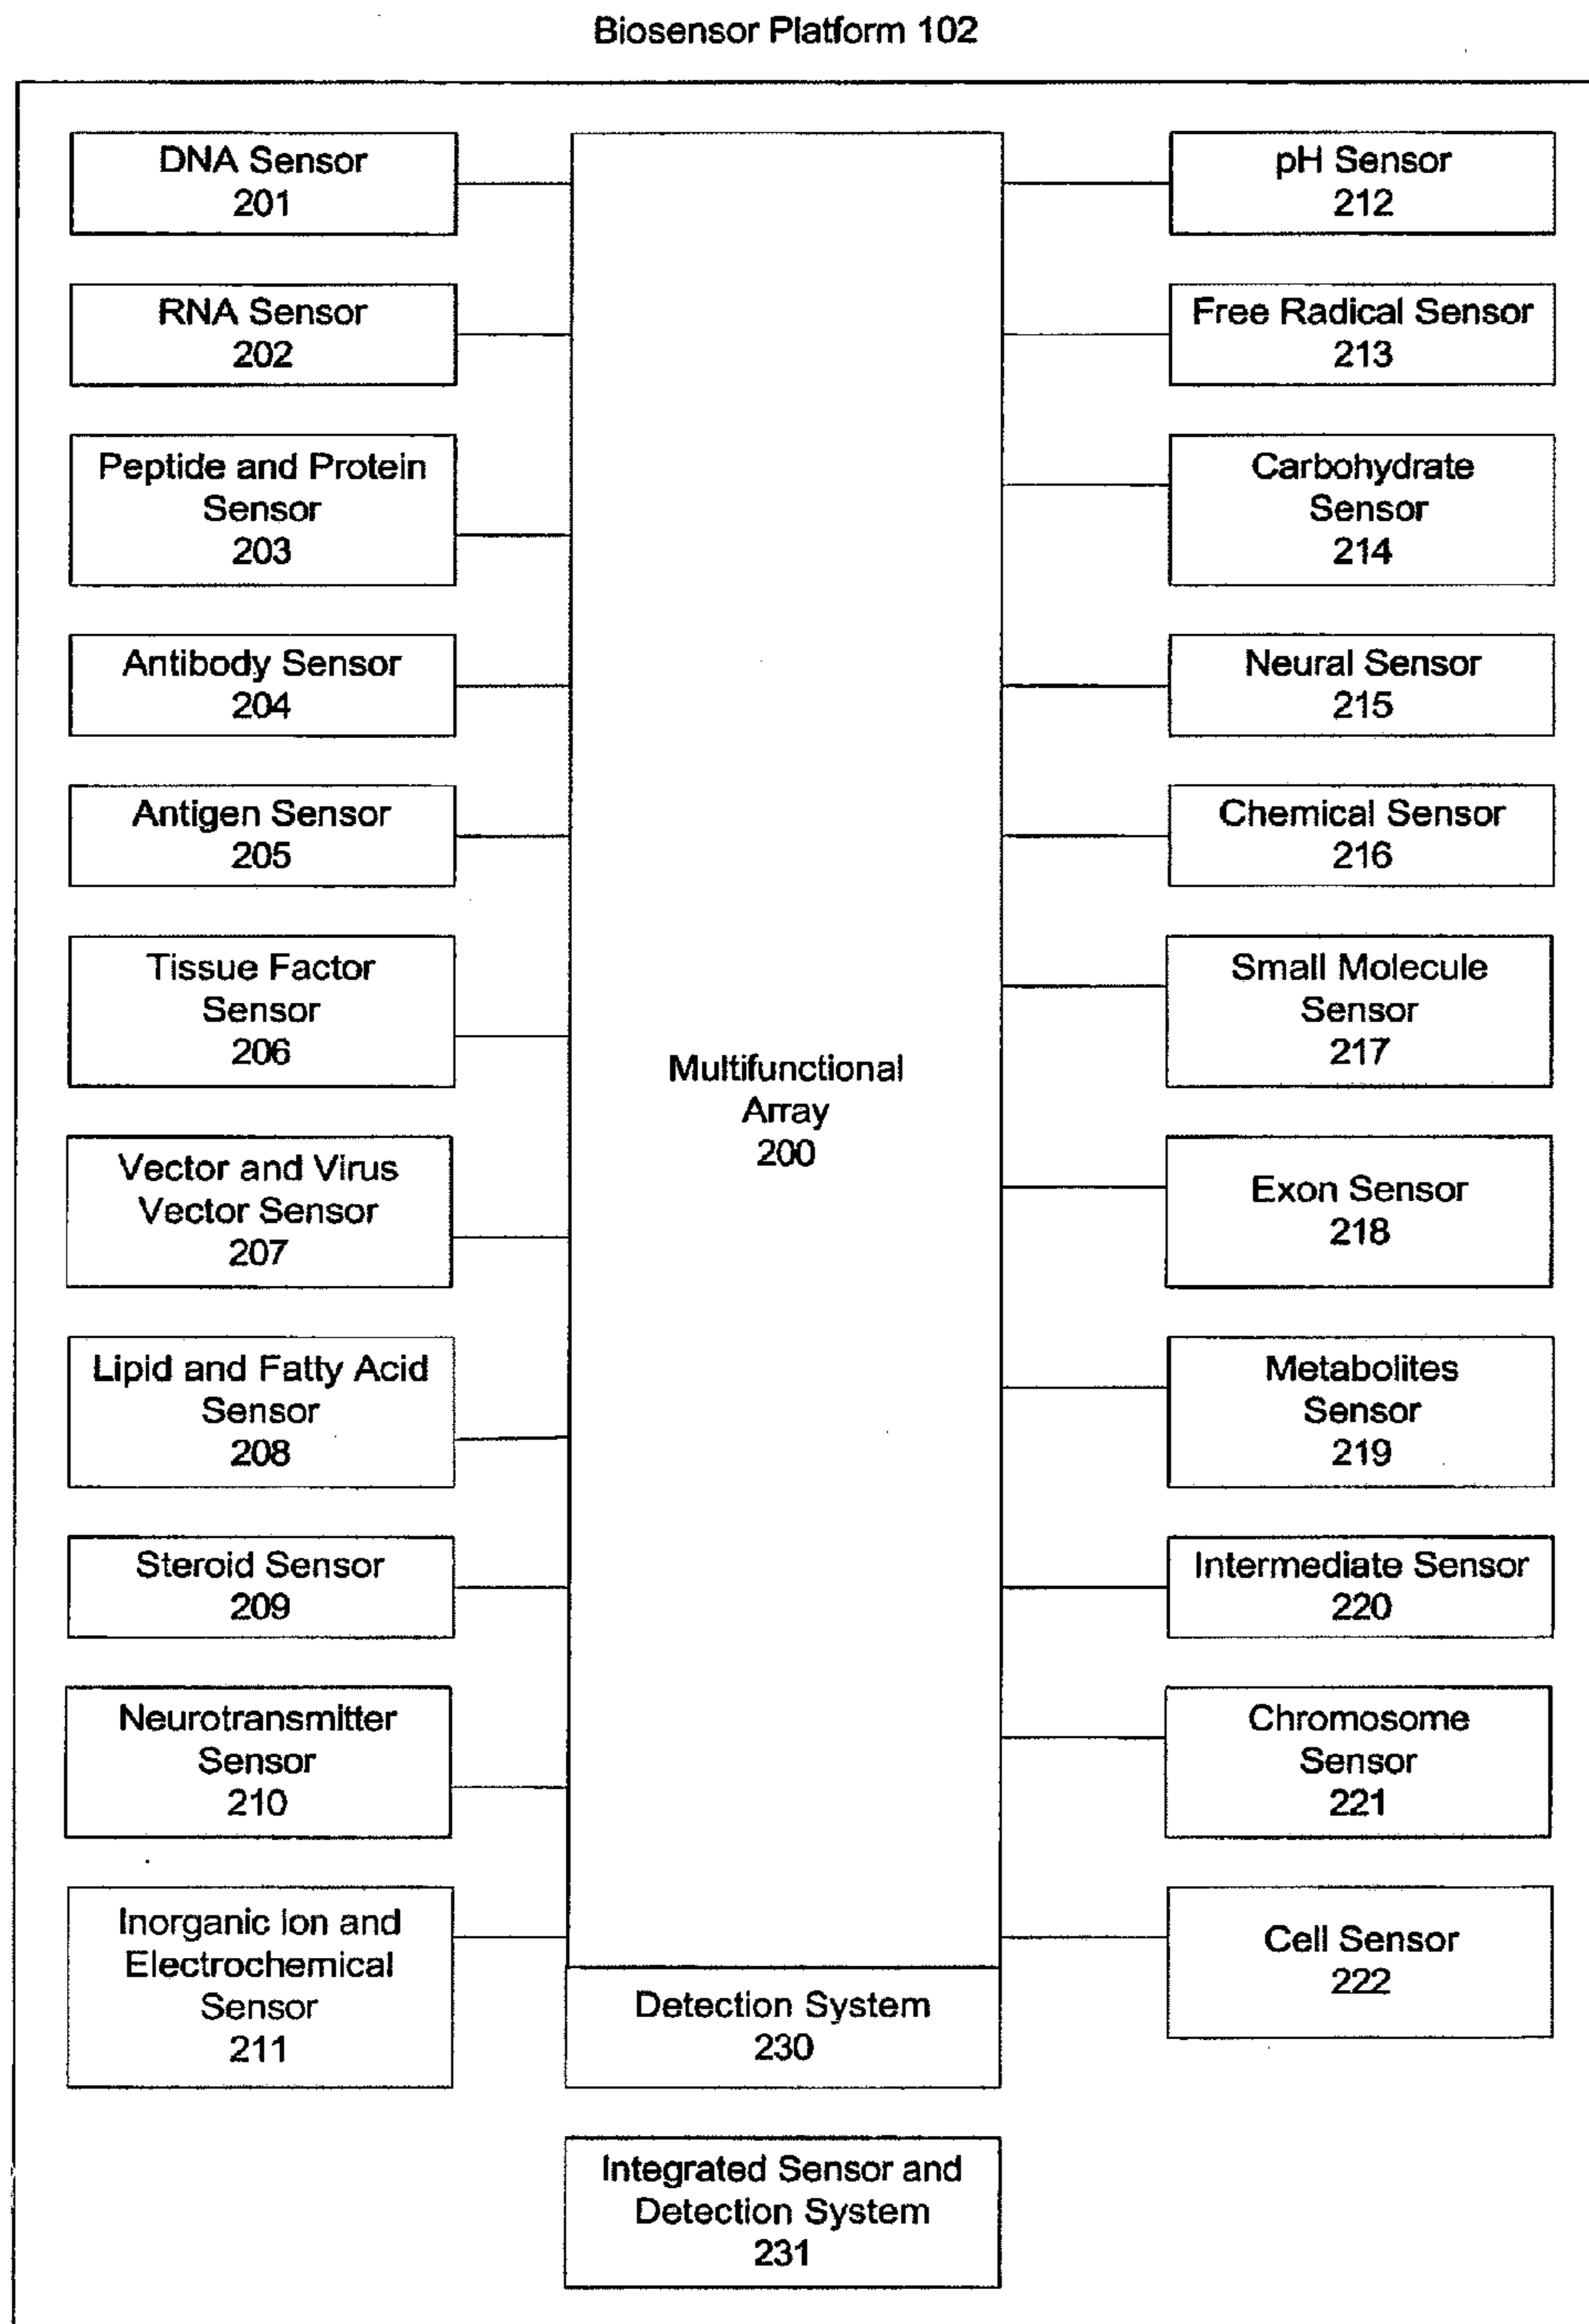 Biosensor Platform 102
DNA Sensor
201
RNA Sensor
202
Peptide and Protein
Sensor
203
Antibody Sensor
204
Antigen Sensor
205
Tissue Factor
Sensor
206
Vector and Virus
Vector Sensor
207
Lipid and Fatty Acid
Sensor
208
Steroid Sensor
209
Neurotransmitter
Sensor
210
Inorganic Ion and
Electrochemical
Sensor
211
Multifunctional
Array
200
Detection System
230
Integrated Sensor and
Detection System
231
pH Sensor
212
Free Radical Sensor
213
Carbohydrate
Sensor
214
Neural Sensor
215
Chemical Sensor
216
Small Molecule
Sensor
217
Exon Sensor
218
Metabolites
Sensor
219
Intermediate Sensor
220
Chromosome
Sensor
221
Cell Sensor
222